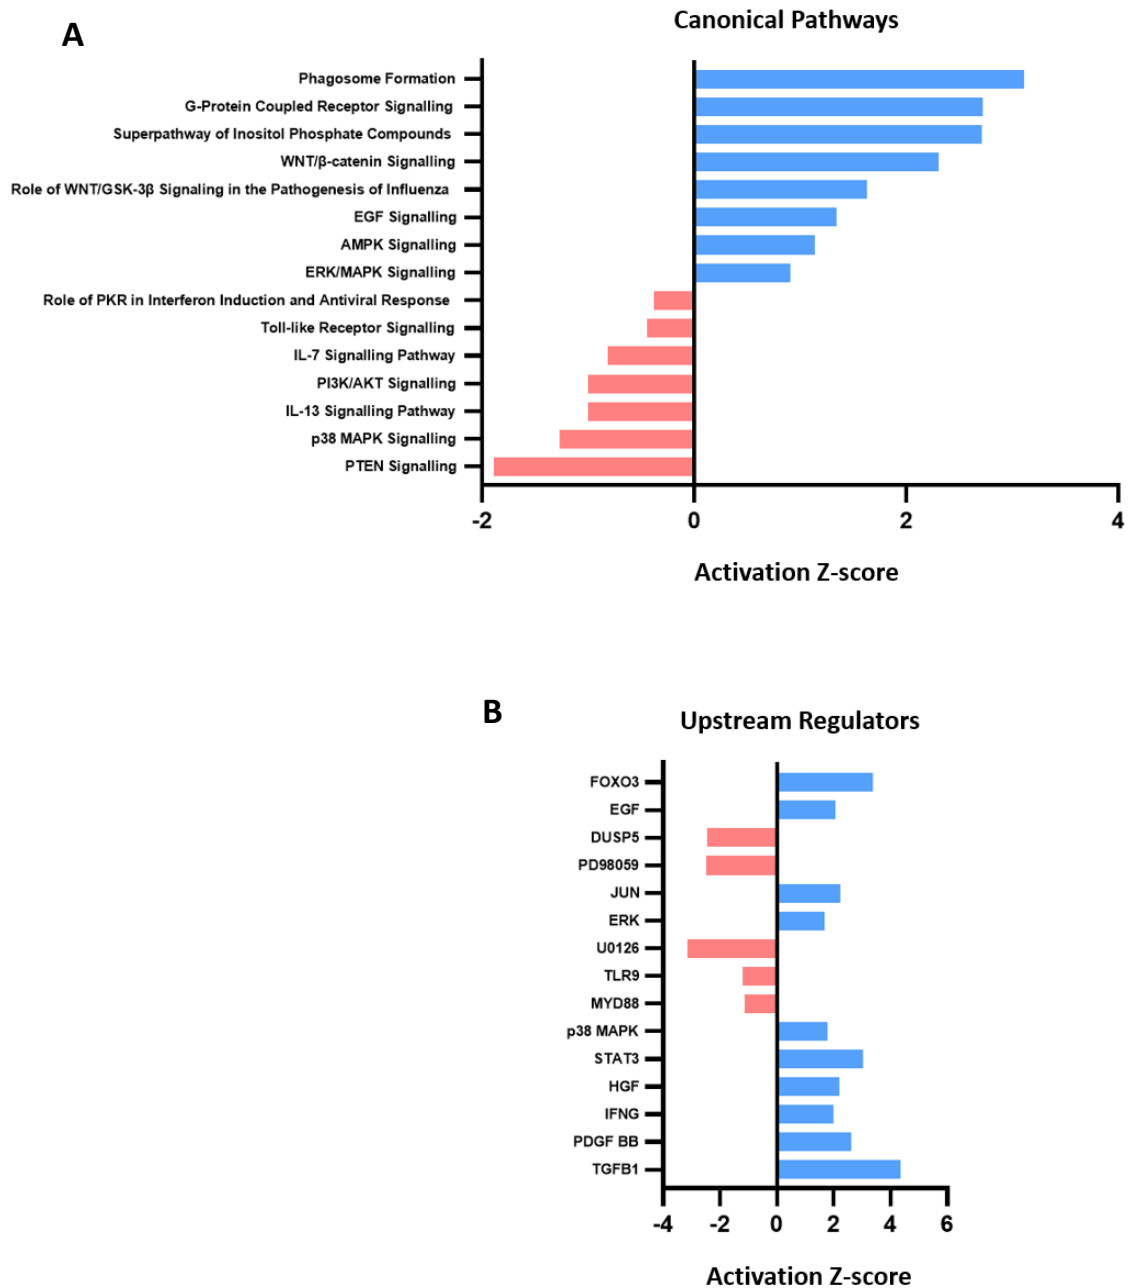 A
Canonical Pathways
Phagosome Formation
G-Protein Coupled Receptor Signalling
Superpathway of Inositol Phosphate Compounds
WNT/β-catenin Signalling
Role of WNT/GSK-3β Signaling in the Pathogenesis of Influenza
EGF Signalling
AMPK Signalling
ERK/MAPK Signalling
Role of PKR in Interferon Induction and Antiviral Response
Toll-like Receptor Signalling
IL-7 Signalling Pathway
PI3K/AKT Signalling
IL-13 Signalling Pathway
p38 MAPK Signalling
PTEN Signalling
-2 0 2 4
Activation Z-score
B
Upstream Regulators
FOXO3
EGF
DUSP5
PD98059
JUN
ERK
U0126
TLR9
MYD88
p38 MAPK
STAT3
HGF
IFNG
PDGF BB
TGFB1
-4 -2 0 2 4 6
Activation Z-score